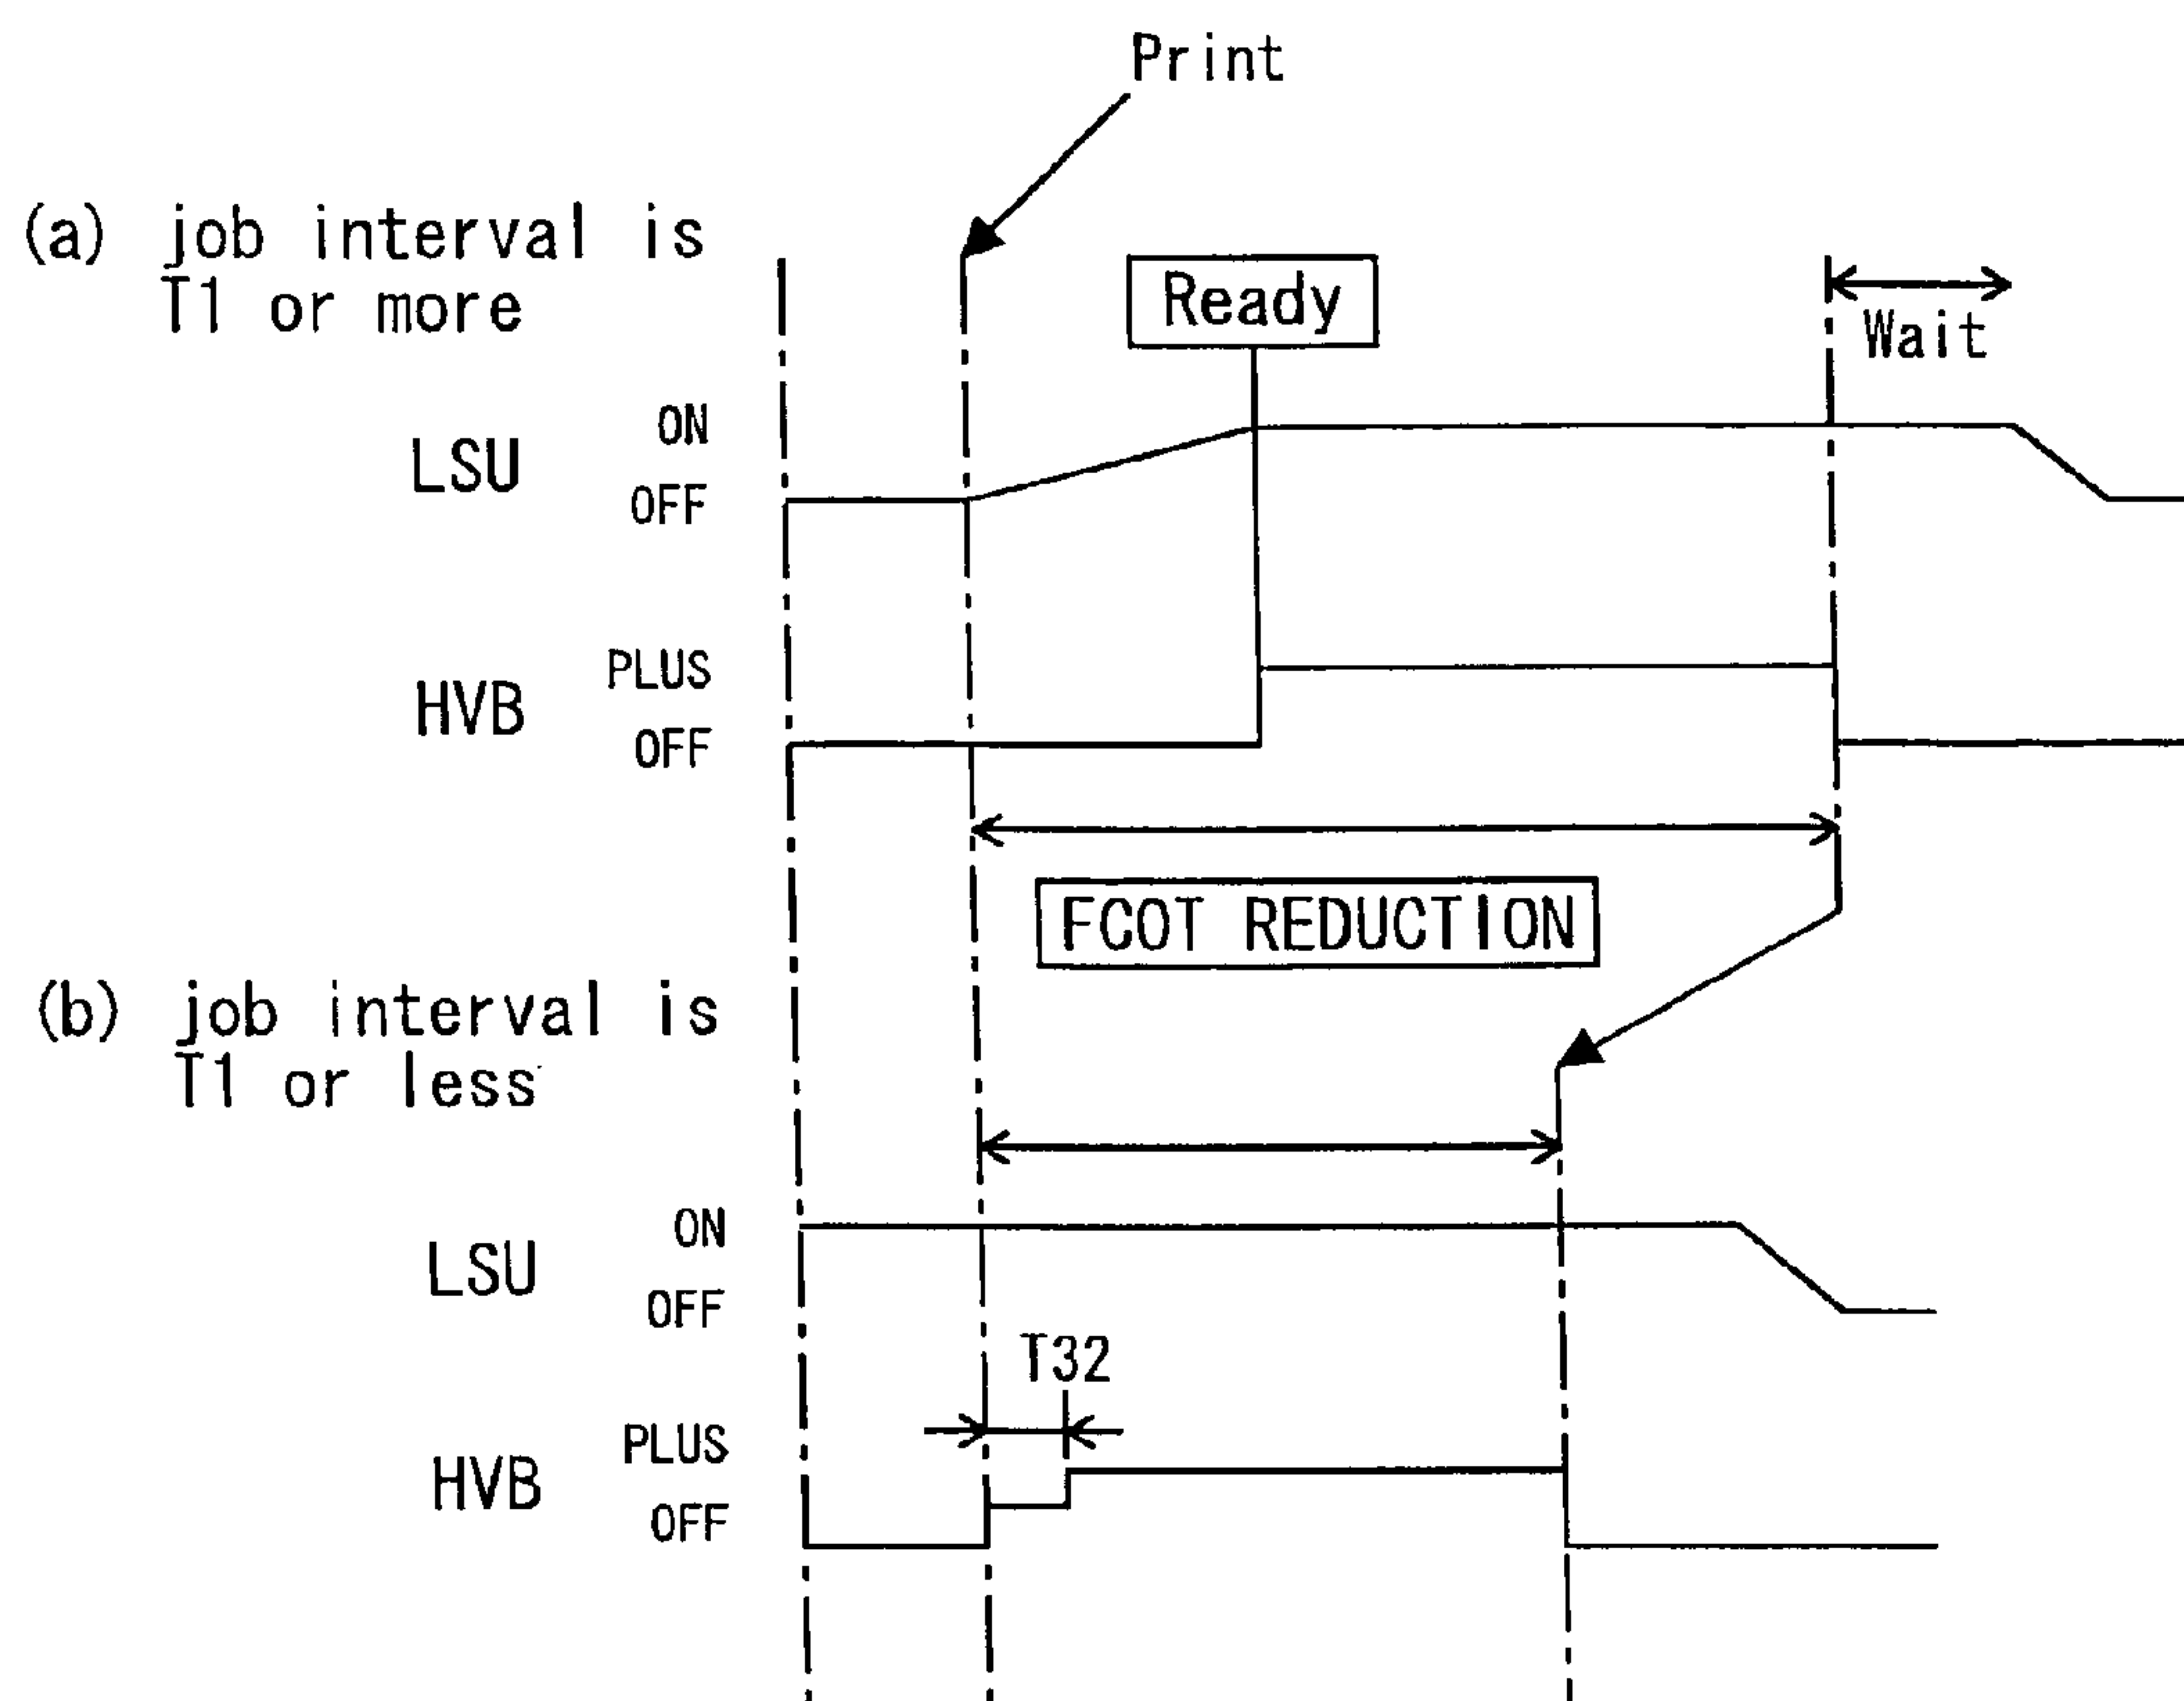 Print
(a) job interval is
T1 or more
Ready
Wait
ON
LSU
OFF
PLUS
HVB
OFF
FCOT REDUCTION
(b) job interval is
T1 or less
ON
LSU
OFF
T32
PLUS
HVB
OFF